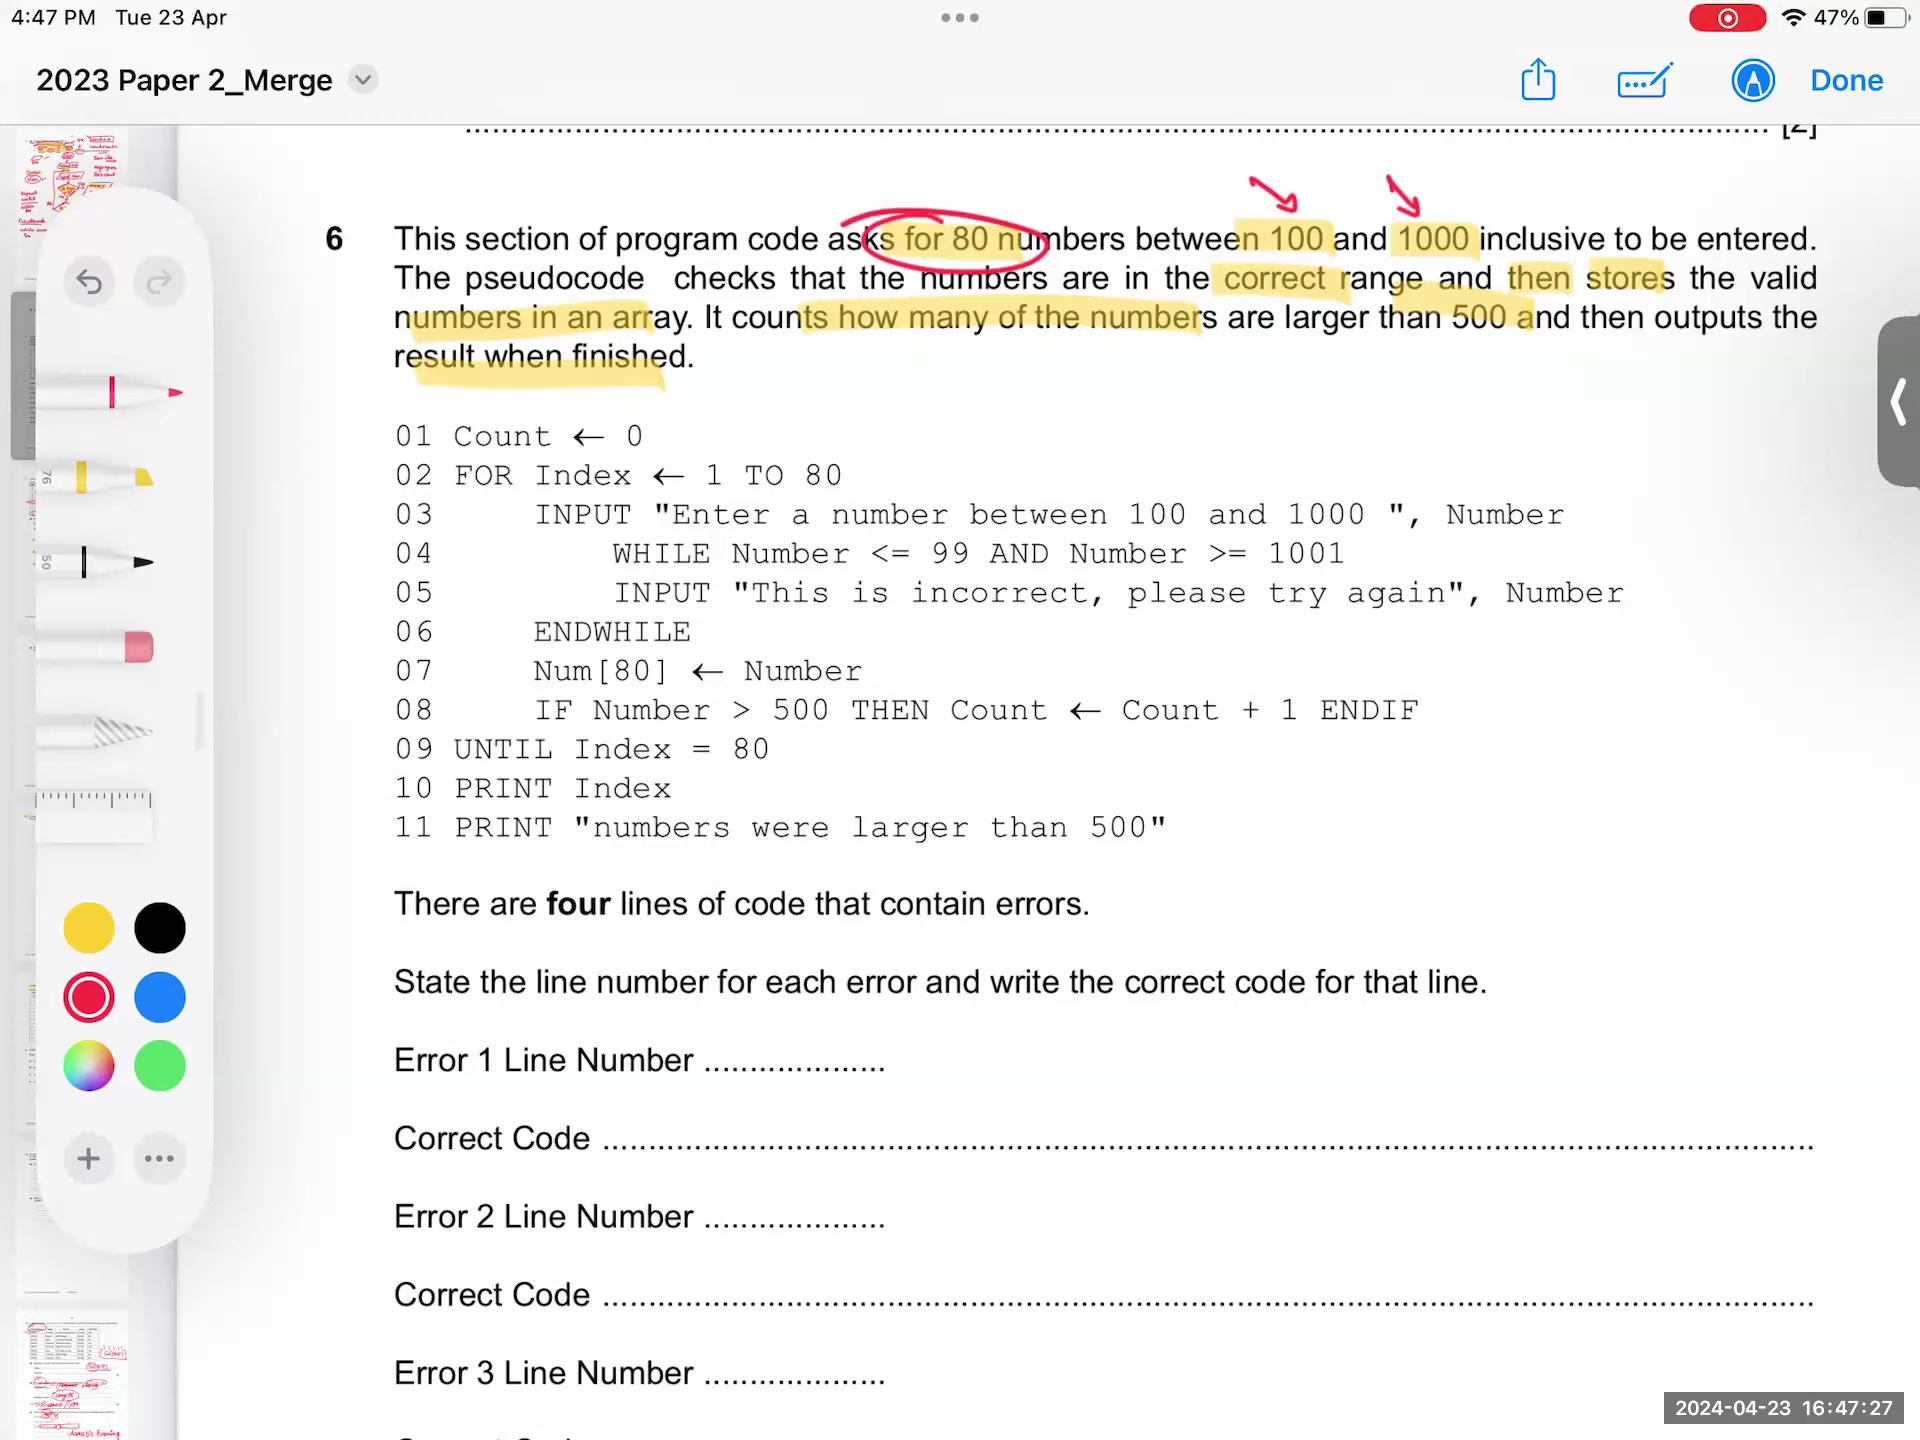 4:47 PM Tue 23 Apr
47%
2023 Paper 2_Merge
Done
[2]
6 This section of program code asks for 80 numbers between 100 and 1000 inclusive to be entered.
The pseudocode checks that the numbers are in the correct range and then stores the valid
numbers in an array. It counts how many of the numbers are larger than 500 and then outputs the
result when finished.
01 Count ← 0
02 FOR Index ← 1 TO 80
03 INPUT "Enter a number between 100 and 1000 ", Number
04 WHILE Number <= 99 AND Number >= 1001
05 INPUT "This is incorrect, please try again", Number
06 ENDWHILE
07 Num[80] ← Number
08 IF Number > 500 THEN Count ← Count + 1 ENDIF
09 UNTIL Index = 80
10 PRINT Index
11 PRINT "numbers were larger than 500"
There are four lines of code that contain errors.
State the line number for each error and write the correct code for that line.
Error 1 Line Number ....................
Correct Code ....................
Error 2 Line Number ....................
Correct Code ....................
Error 3 Line Number ....................
76
50
2024-04-23 16:47:27